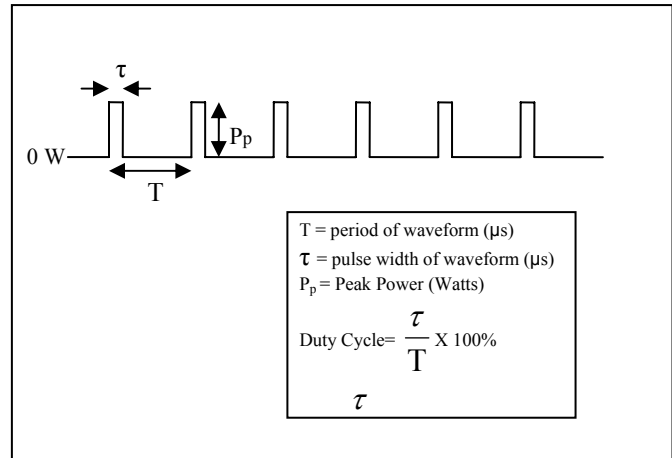 τ
Pp
0 W
T
T = period of waveform (μs)
τ = pulse width of waveform (μs)
Pp = Peak Power (Watts)
Duty Cycle= τ/T X 100%
τ